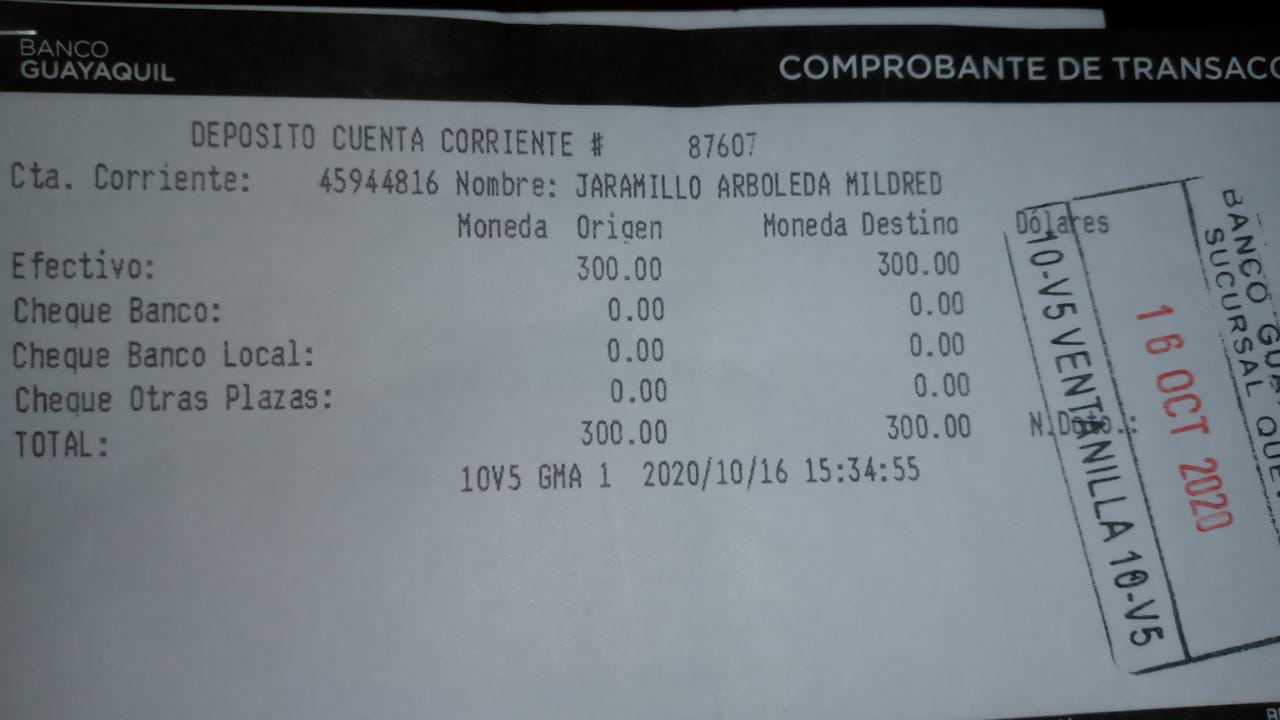 BANCO
GUAYAQUIL
COMPROBANTE DE TRANSACC
DEPOSITO CUENTA CORRIENTE # 87607
Cta. Corriente: 45944816 Nombre: JARAMILLO ARBOLEDA MILDRED
Moneda Origen Moneda Destino Dólares
Efectivo: 300.00 300.00
Cheque Banco: 0.00 0.00
Cheque Banco Local: 0.00 0.00
Cheque Otras Plazas: 0.00 0.00
TOTAL: 300.00 300.00
10V5 GMA 1 2020/10/16 15:34:55
BANCO
SUCURSAL
16 OCT 2020
10-V5 VENTANILLA 10-V5